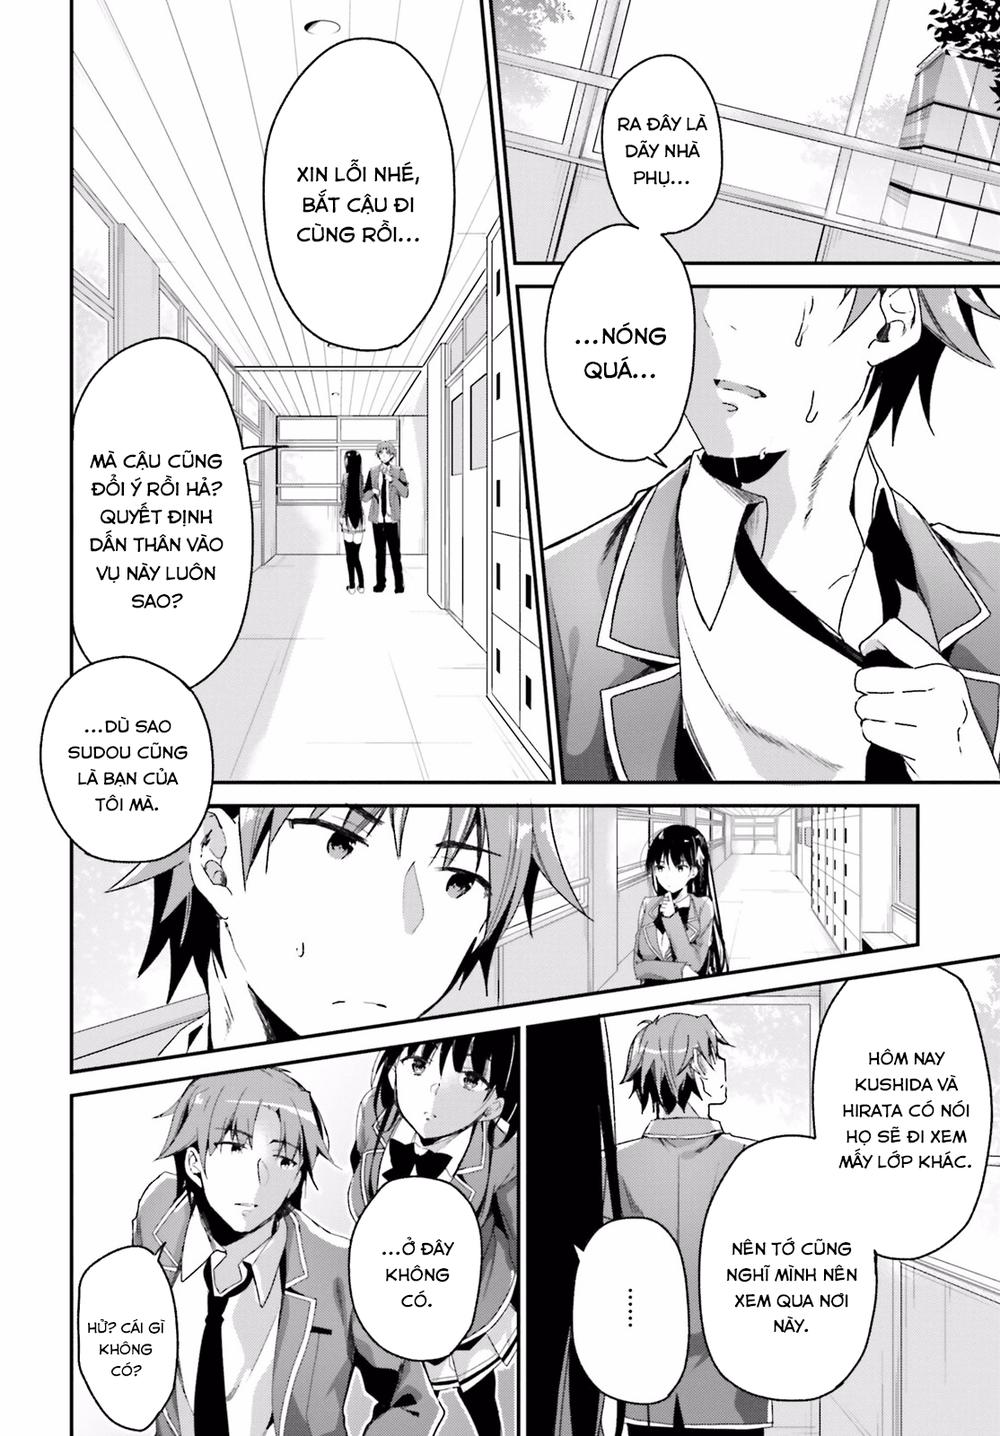 RA ĐÂY LÀ
DÃY NHÀ
PHỤ...
...NÓNG
QUÁ...
XIN LỖI NHÉ,
BẮT CẬU ĐI
CÙNG RỒI...
MÀ CẬU CŨNG
ĐỔI Ý RỒI HẢ?
QUYẾT ĐỊNH
DẤN THÂN VÀO
VỤ NÀY LUÔN
SAO?
...DÙ SAO
SUDOU CŨNG
LÀ BẠN CỦA
TÔI MÀ.
HÔM NAY
KUSHIDA VÀ
HIRATA CÓ NÓI
HỌ SẼ ĐI XEM
MẤY LỚP KHÁC.
NÊN TỚ CŨNG
NGHĨ MÌNH NÊN
XEM QUA NƠI
NÀY.
......
...Ở ĐÂY
KHÔNG
CÓ.
HỬ? CÁI GÌ
KHÔNG
CÓ?